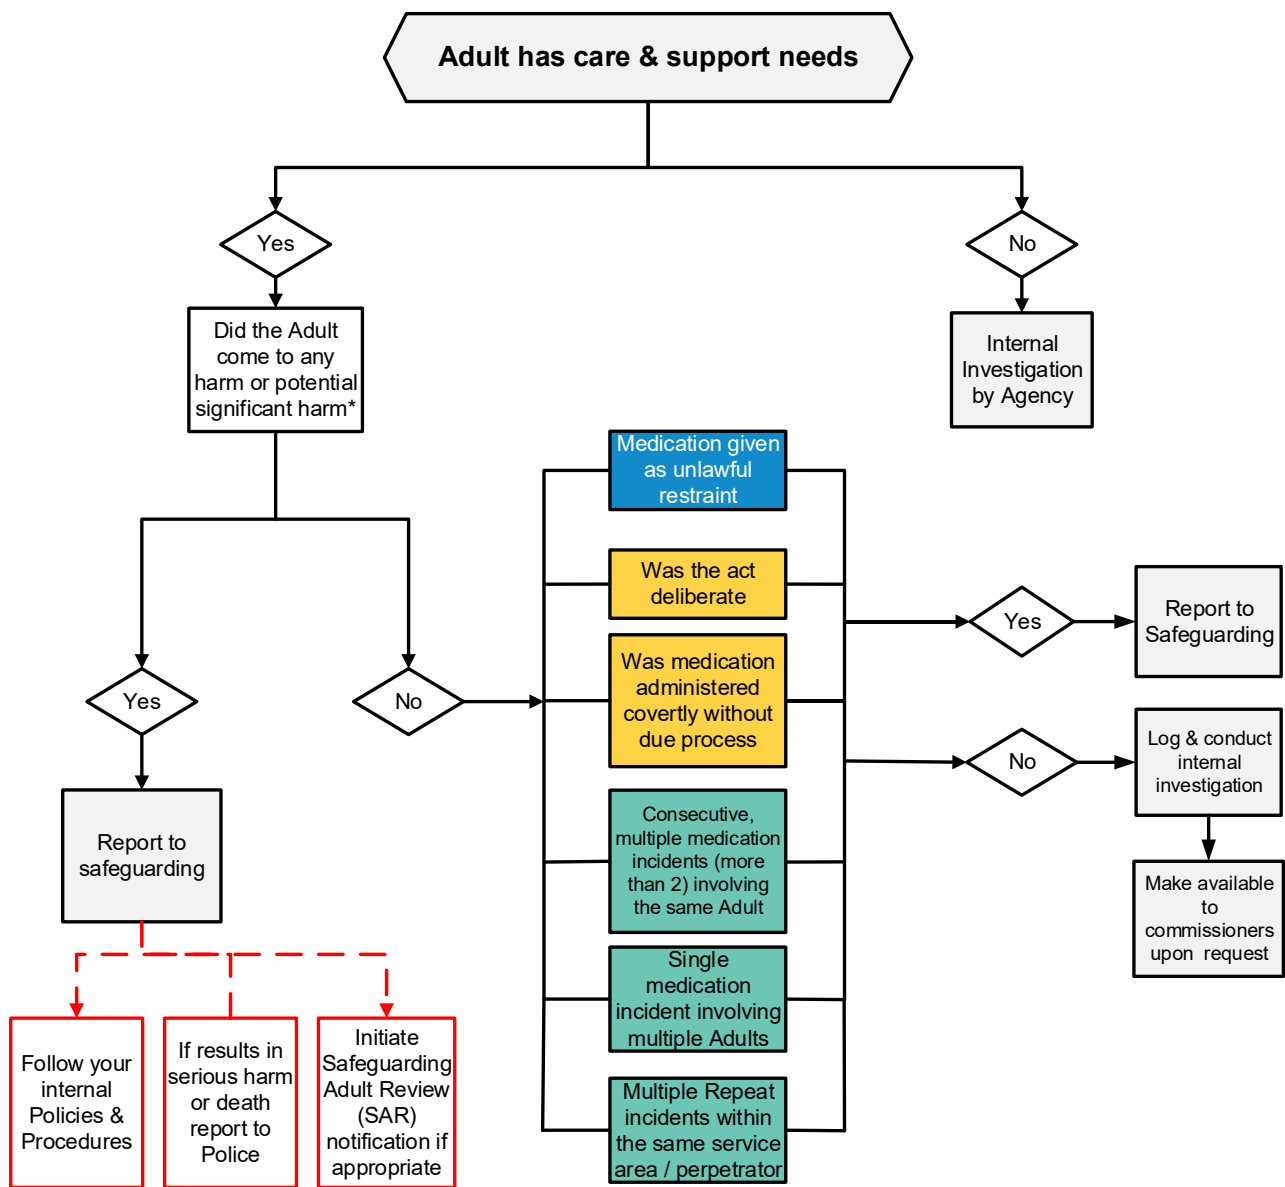 Adult has care & support needs
Yes
No
Did the Adult
come to any
harm or potential
significant harm*
Internal
Investigation
by Agency
Medication given
as unlawful
restraint
Was the act
deliberate
Was medication
administered
covertly without
due process
Consecutive,
multiple medication
incidents (more
than 2) involving
the same Adult
Single
medication
incident involving
multiple Adults
Multiple Repeat
incidents within
the same service
area / perpetrator
Yes
Report to
Safeguarding
No
Log & conduct
internal
investigation
Make available
to
commissioners
upon request
Yes
No
Report to
safeguarding
Follow your
internal
Policies &
Procedures
If results in
serious harm
or death
report to
Police
Initiate
Safeguarding
Adult Review
(SAR)
notification if
appropriate